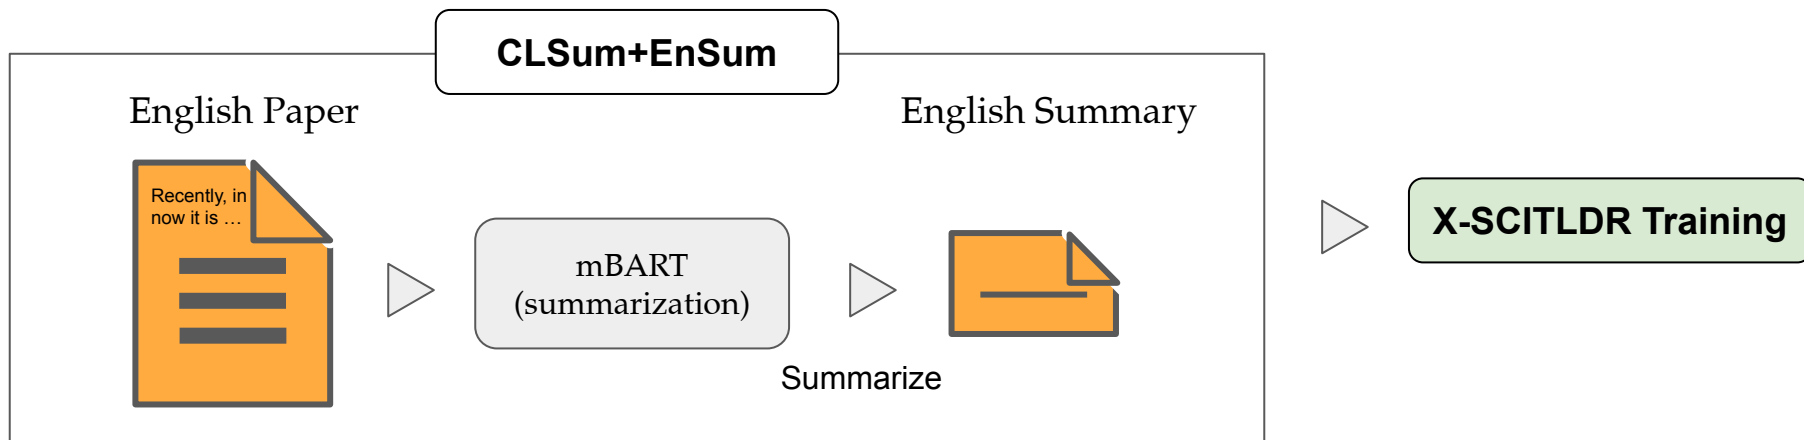 CLSum+EnSum
English Paper
English Summary
Recently, in
now it is …
mBART
(summarization)
Summarize
X-SCITLDR Training